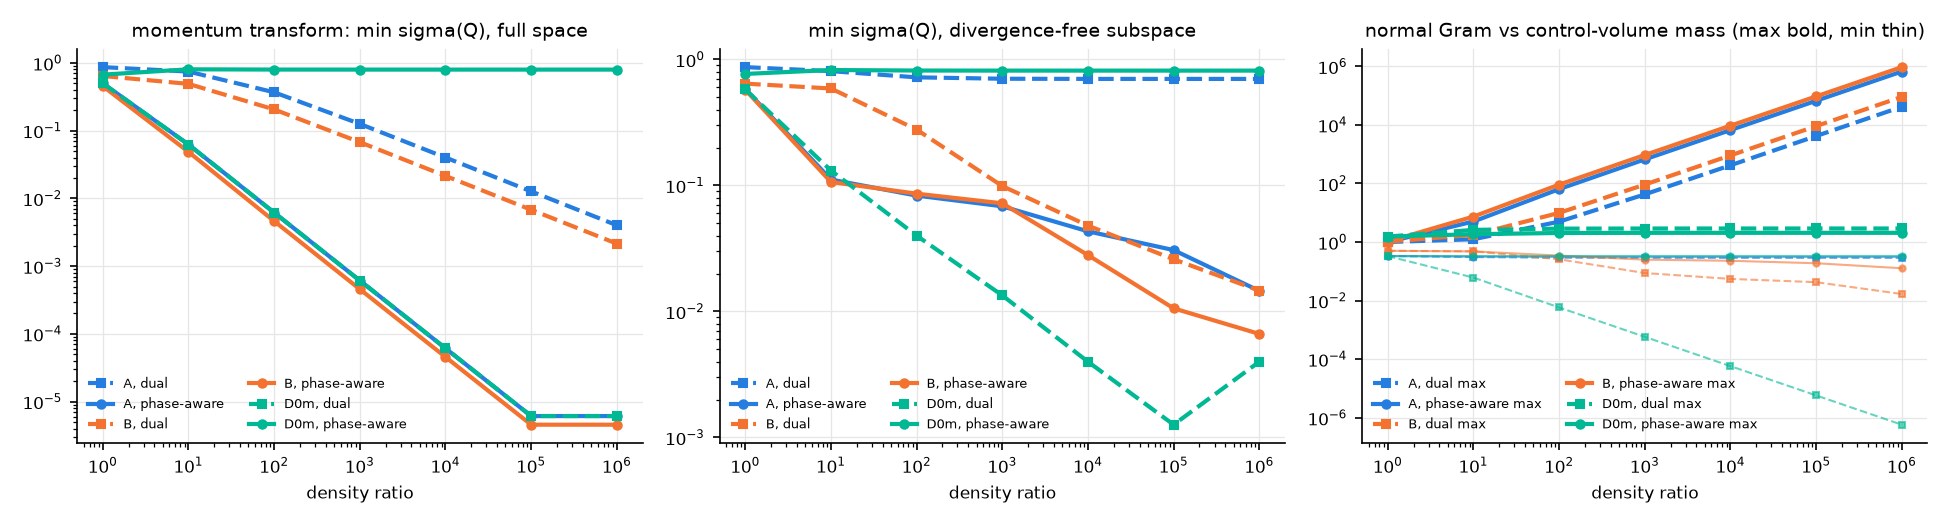 momentum transform: min sigma(Q), full space
10^0
10^-1
10^-2
10^-3
10^-4
10^-5
A, dual
A, phase-aware
B, dual
B, phase-aware
D0m, dual
D0m, phase-aware
10^0 10^1 10^2 10^3 10^4 10^5 10^6
density ratio
min sigma(Q), divergence-free subspace
10^0
10^-1
10^-2
10^-3
A, dual
A, phase-aware
B, dual
B, phase-aware
D0m, dual
D0m, phase-aware
10^0 10^1 10^2 10^3 10^4 10^5 10^6
density ratio
normal Gram vs control-volume mass (max bold, min thin)
10^6
10^4
10^2
10^0
10^-2
10^-4
10^-6
A, dual max
A, phase-aware max
B, dual max
B, phase-aware max
D0m, dual max
D0m, phase-aware max
10^0 10^1 10^2 10^3 10^4 10^5 10^6
density ratio